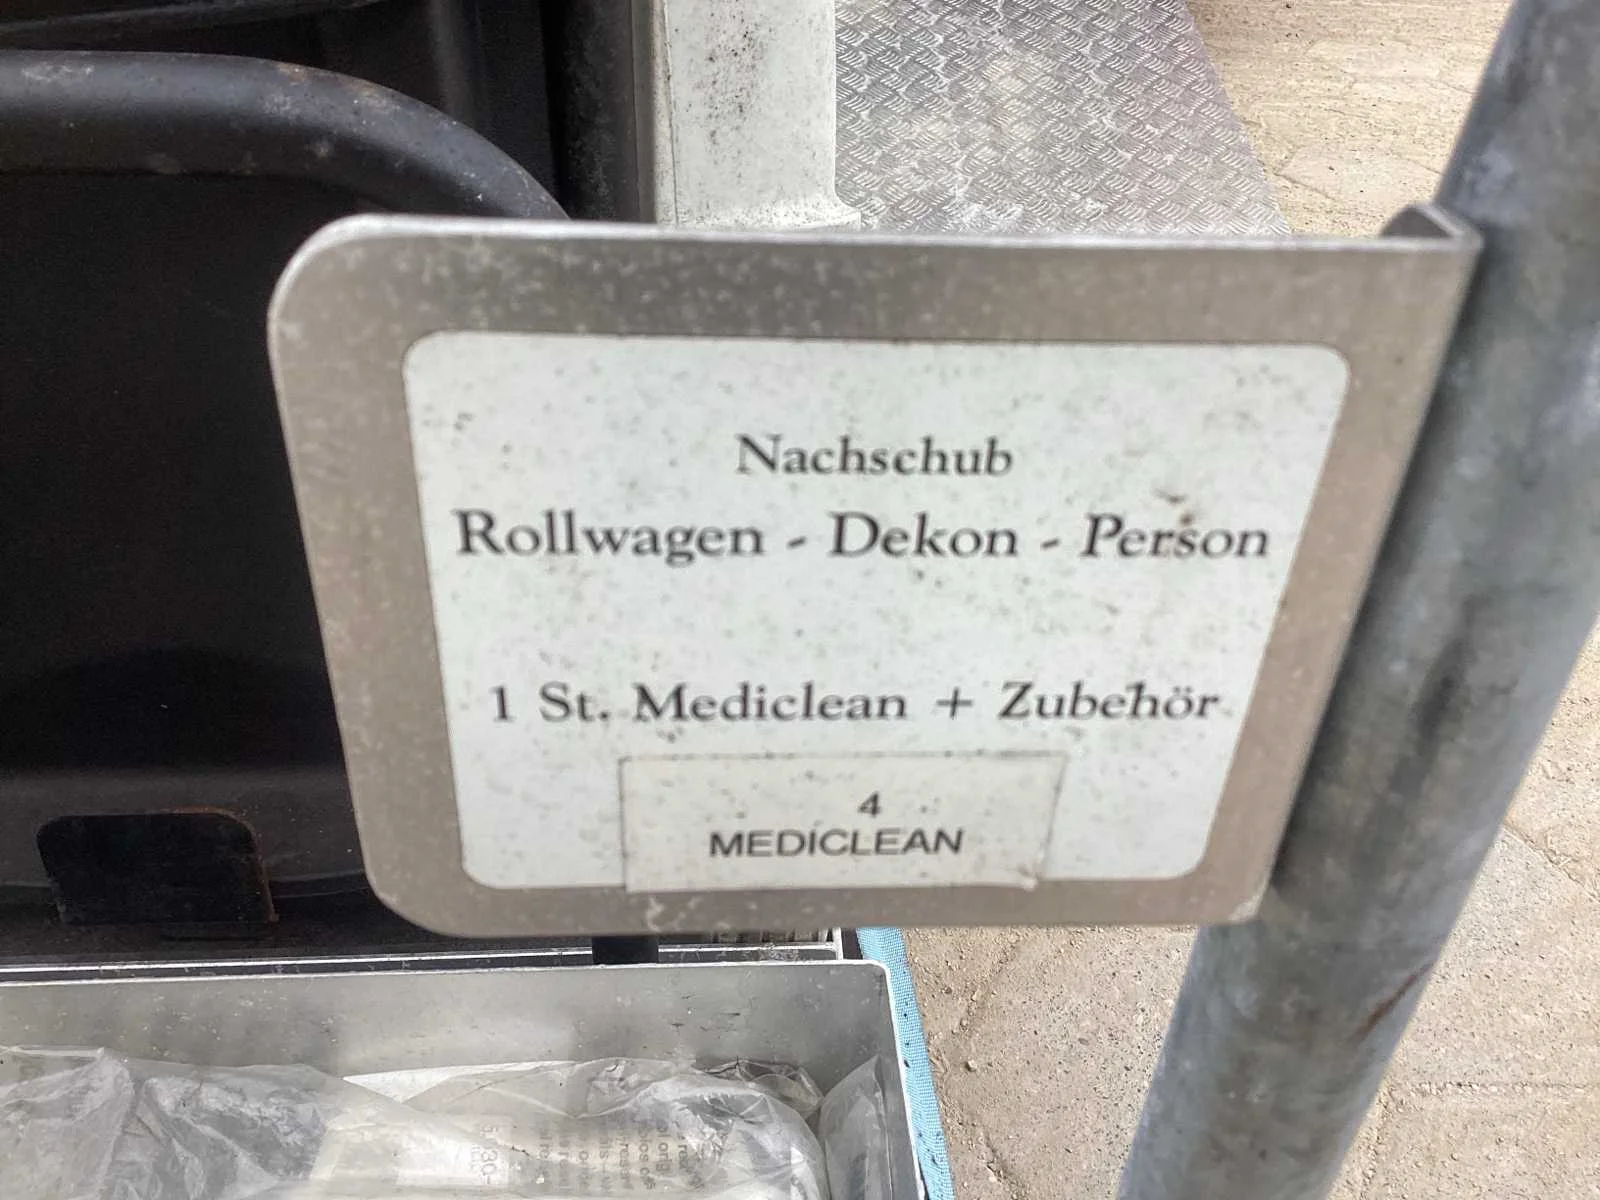 Nachschub
Rollwagen - Dekon - Person
1 St. Mediclean + Zubehör
4
MEDICLEAN